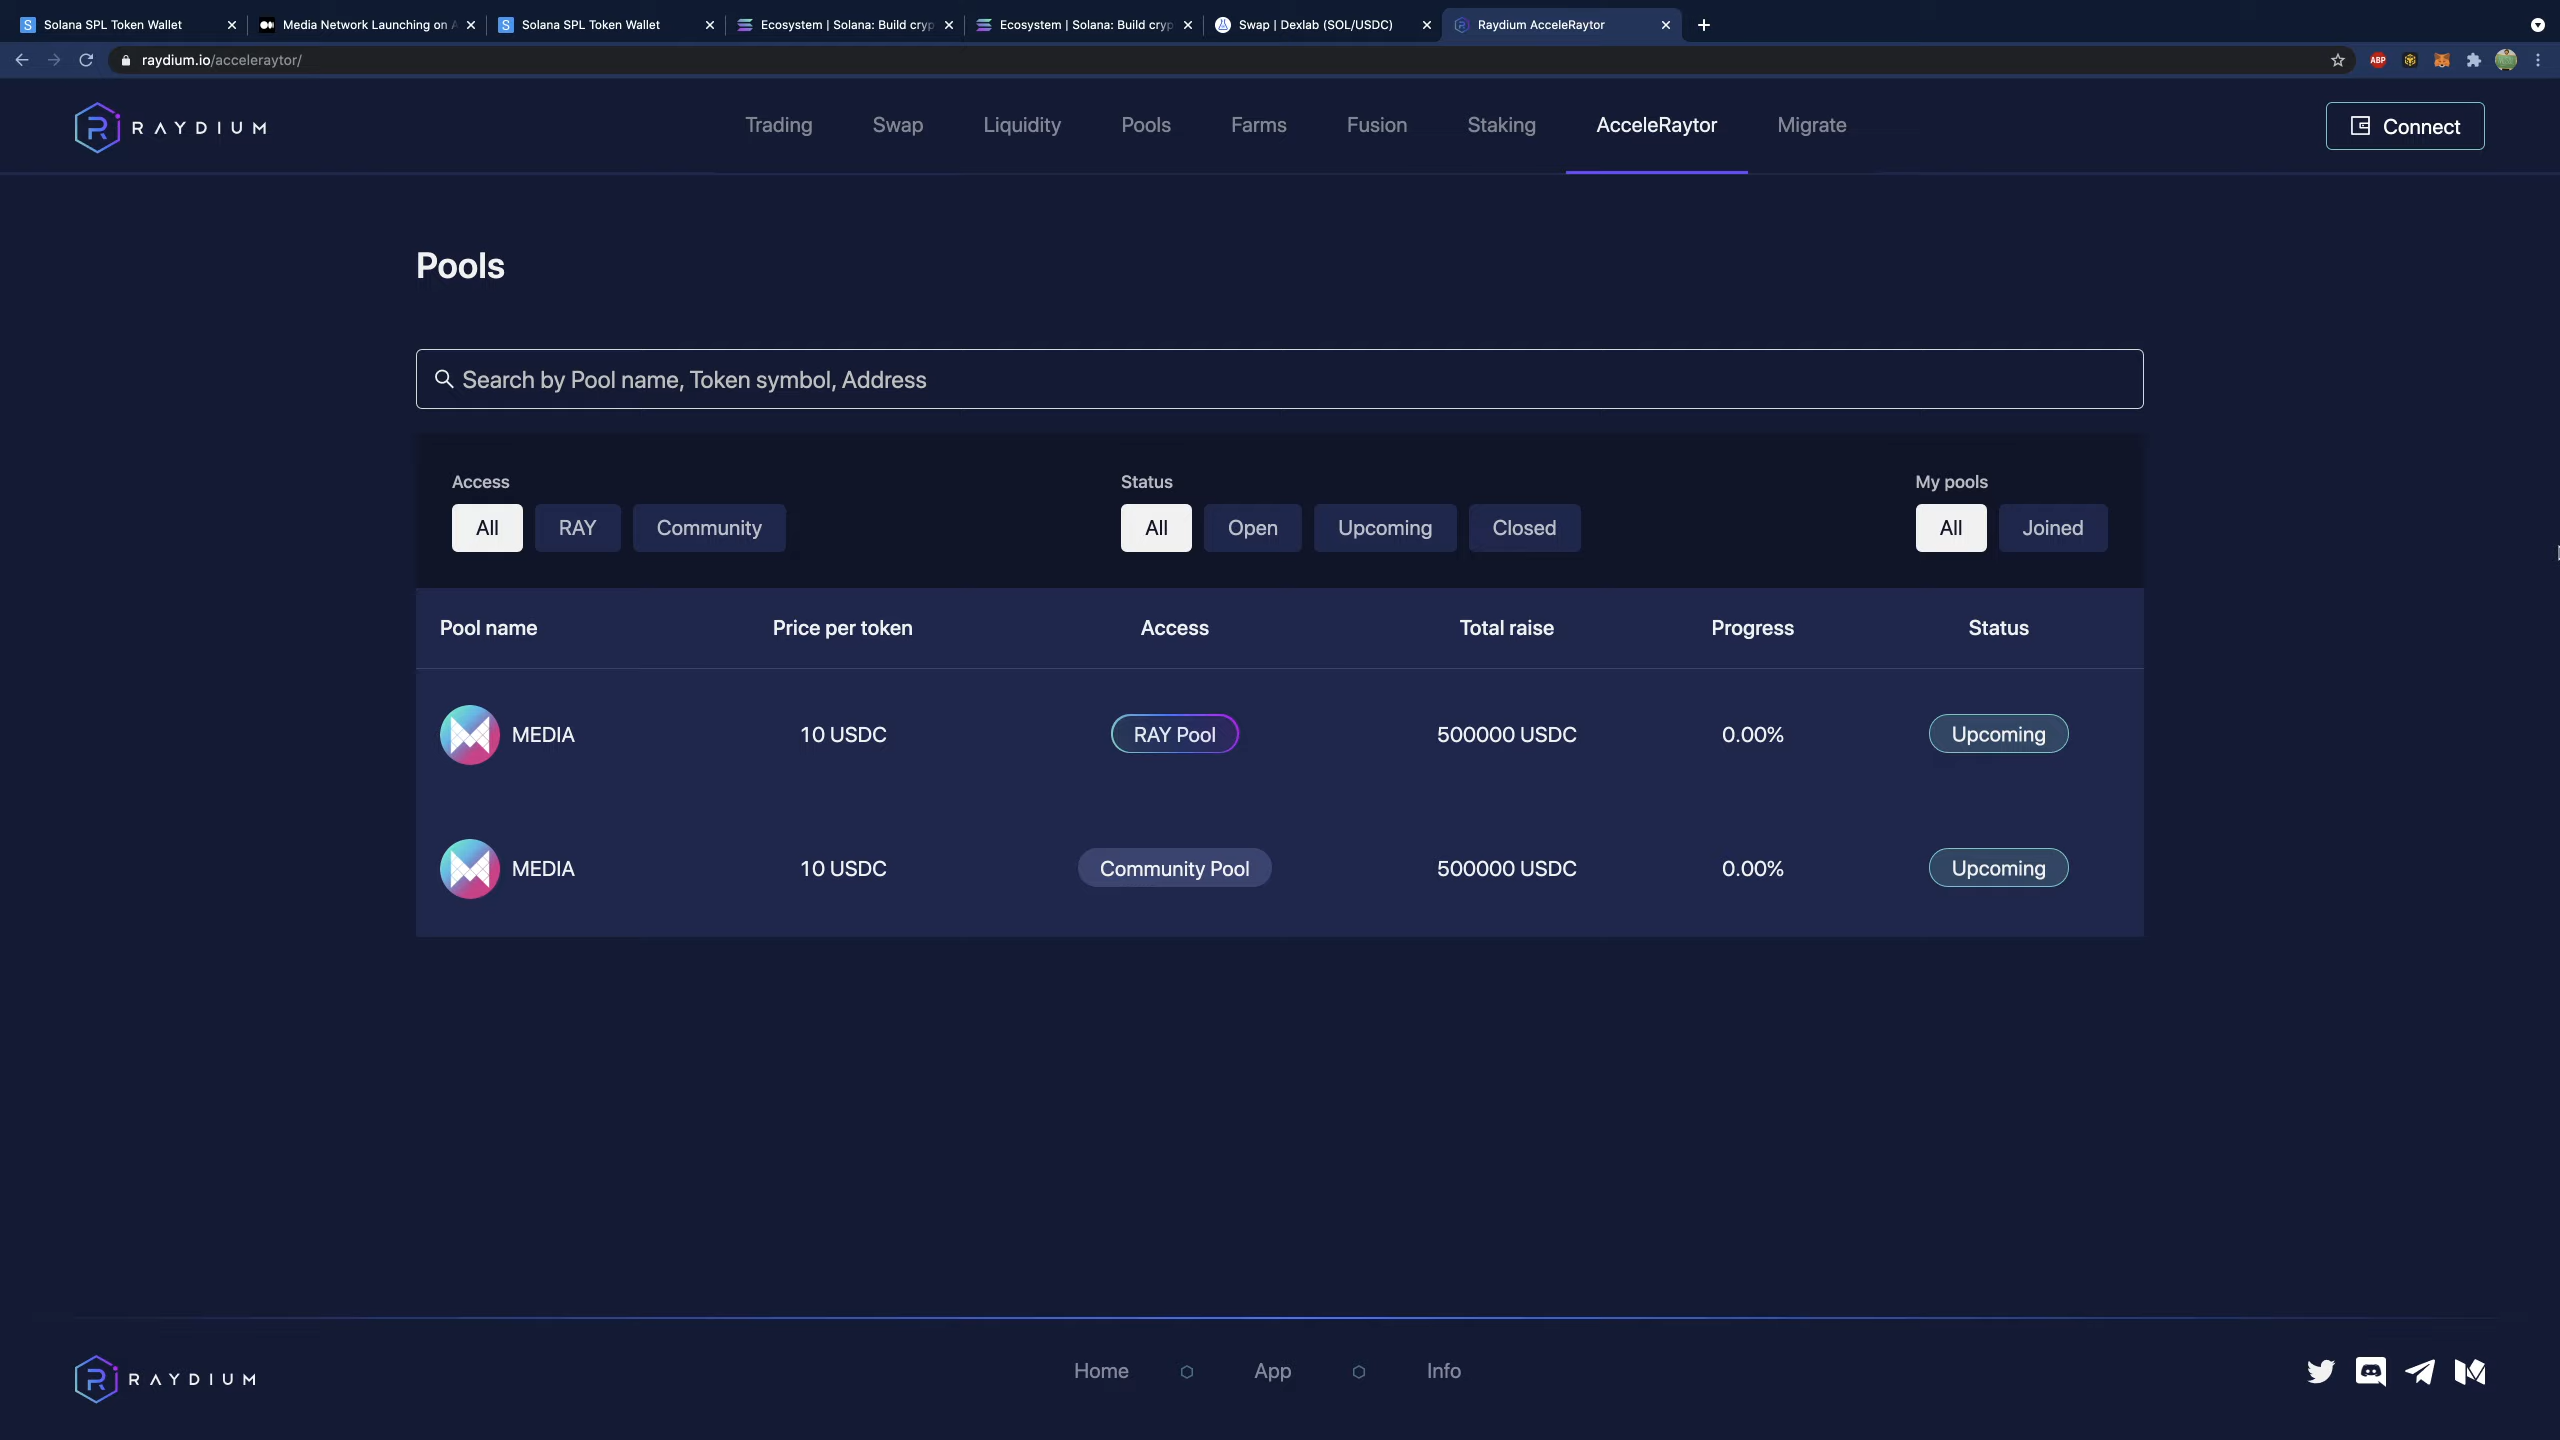 Solana SPL Token Wallet
Media Network Launching on A
Solana SPL Token Wallet
Ecosystem | Solana: Build cryp
Ecosystem | Solana: Build cryp
Swap | Dexlab (SOL/USDC)
Raydium AcceleRaytor
raydium.io/acceleraytor/
ABP
RAYDIUM
Trading
Swap
Liquidity
Pools
Farms
Fusion
Staking
AcceleRaytor
Migrate
Connect
Pools
Search by Pool name, Token symbol, Address
Access
Status
My pools
All
RAY
Community
All
Open
Upcoming
Closed
All
Joined
Pool name
Price per token
Access
Total raise
Progress
Status
MEDIA
10 USDC
RAY Pool
500000 USDC
0.00%
Upcoming
MEDIA
10 USDC
Community Pool
500000 USDC
0.00%
Upcoming
RAYDIUM
Home
App
Info